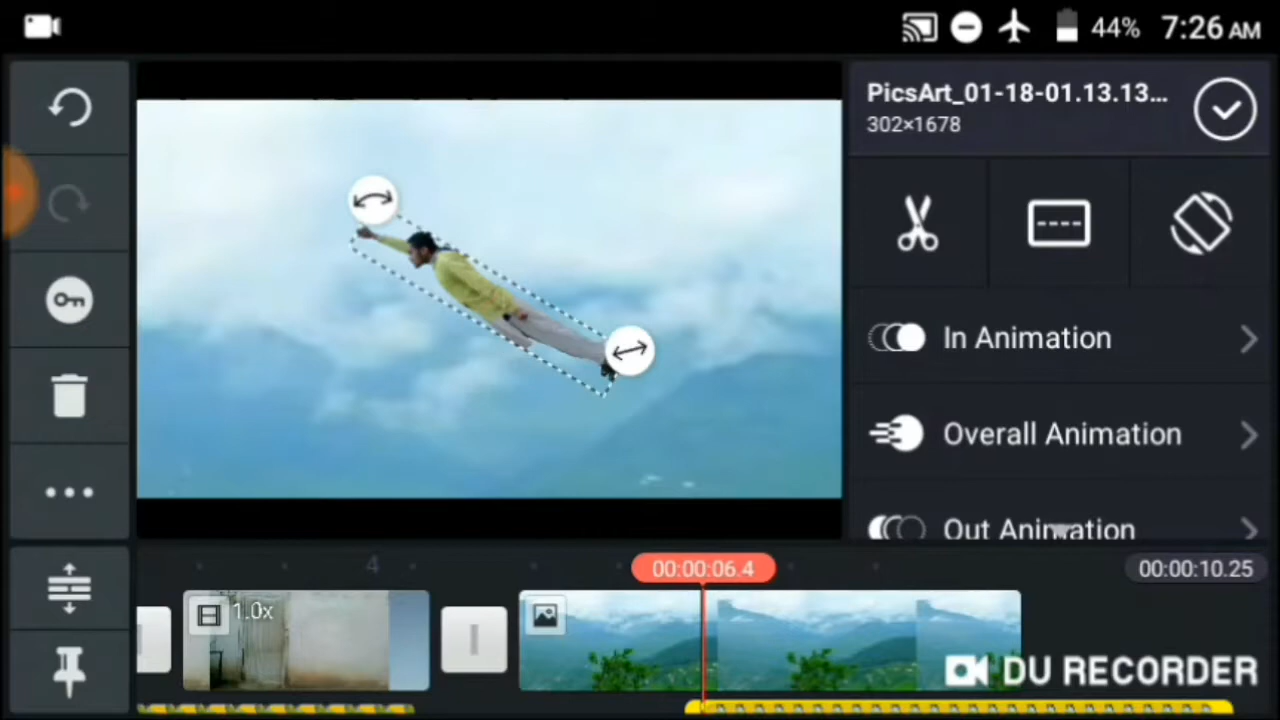 44% 7:26 AM
PicsArt_01-18-01.13.13...
302×1678
In Animation
Overall Animation
Out Animation
4
00:00:06.4
00:00:10.25
1.0x
DU RECORDER